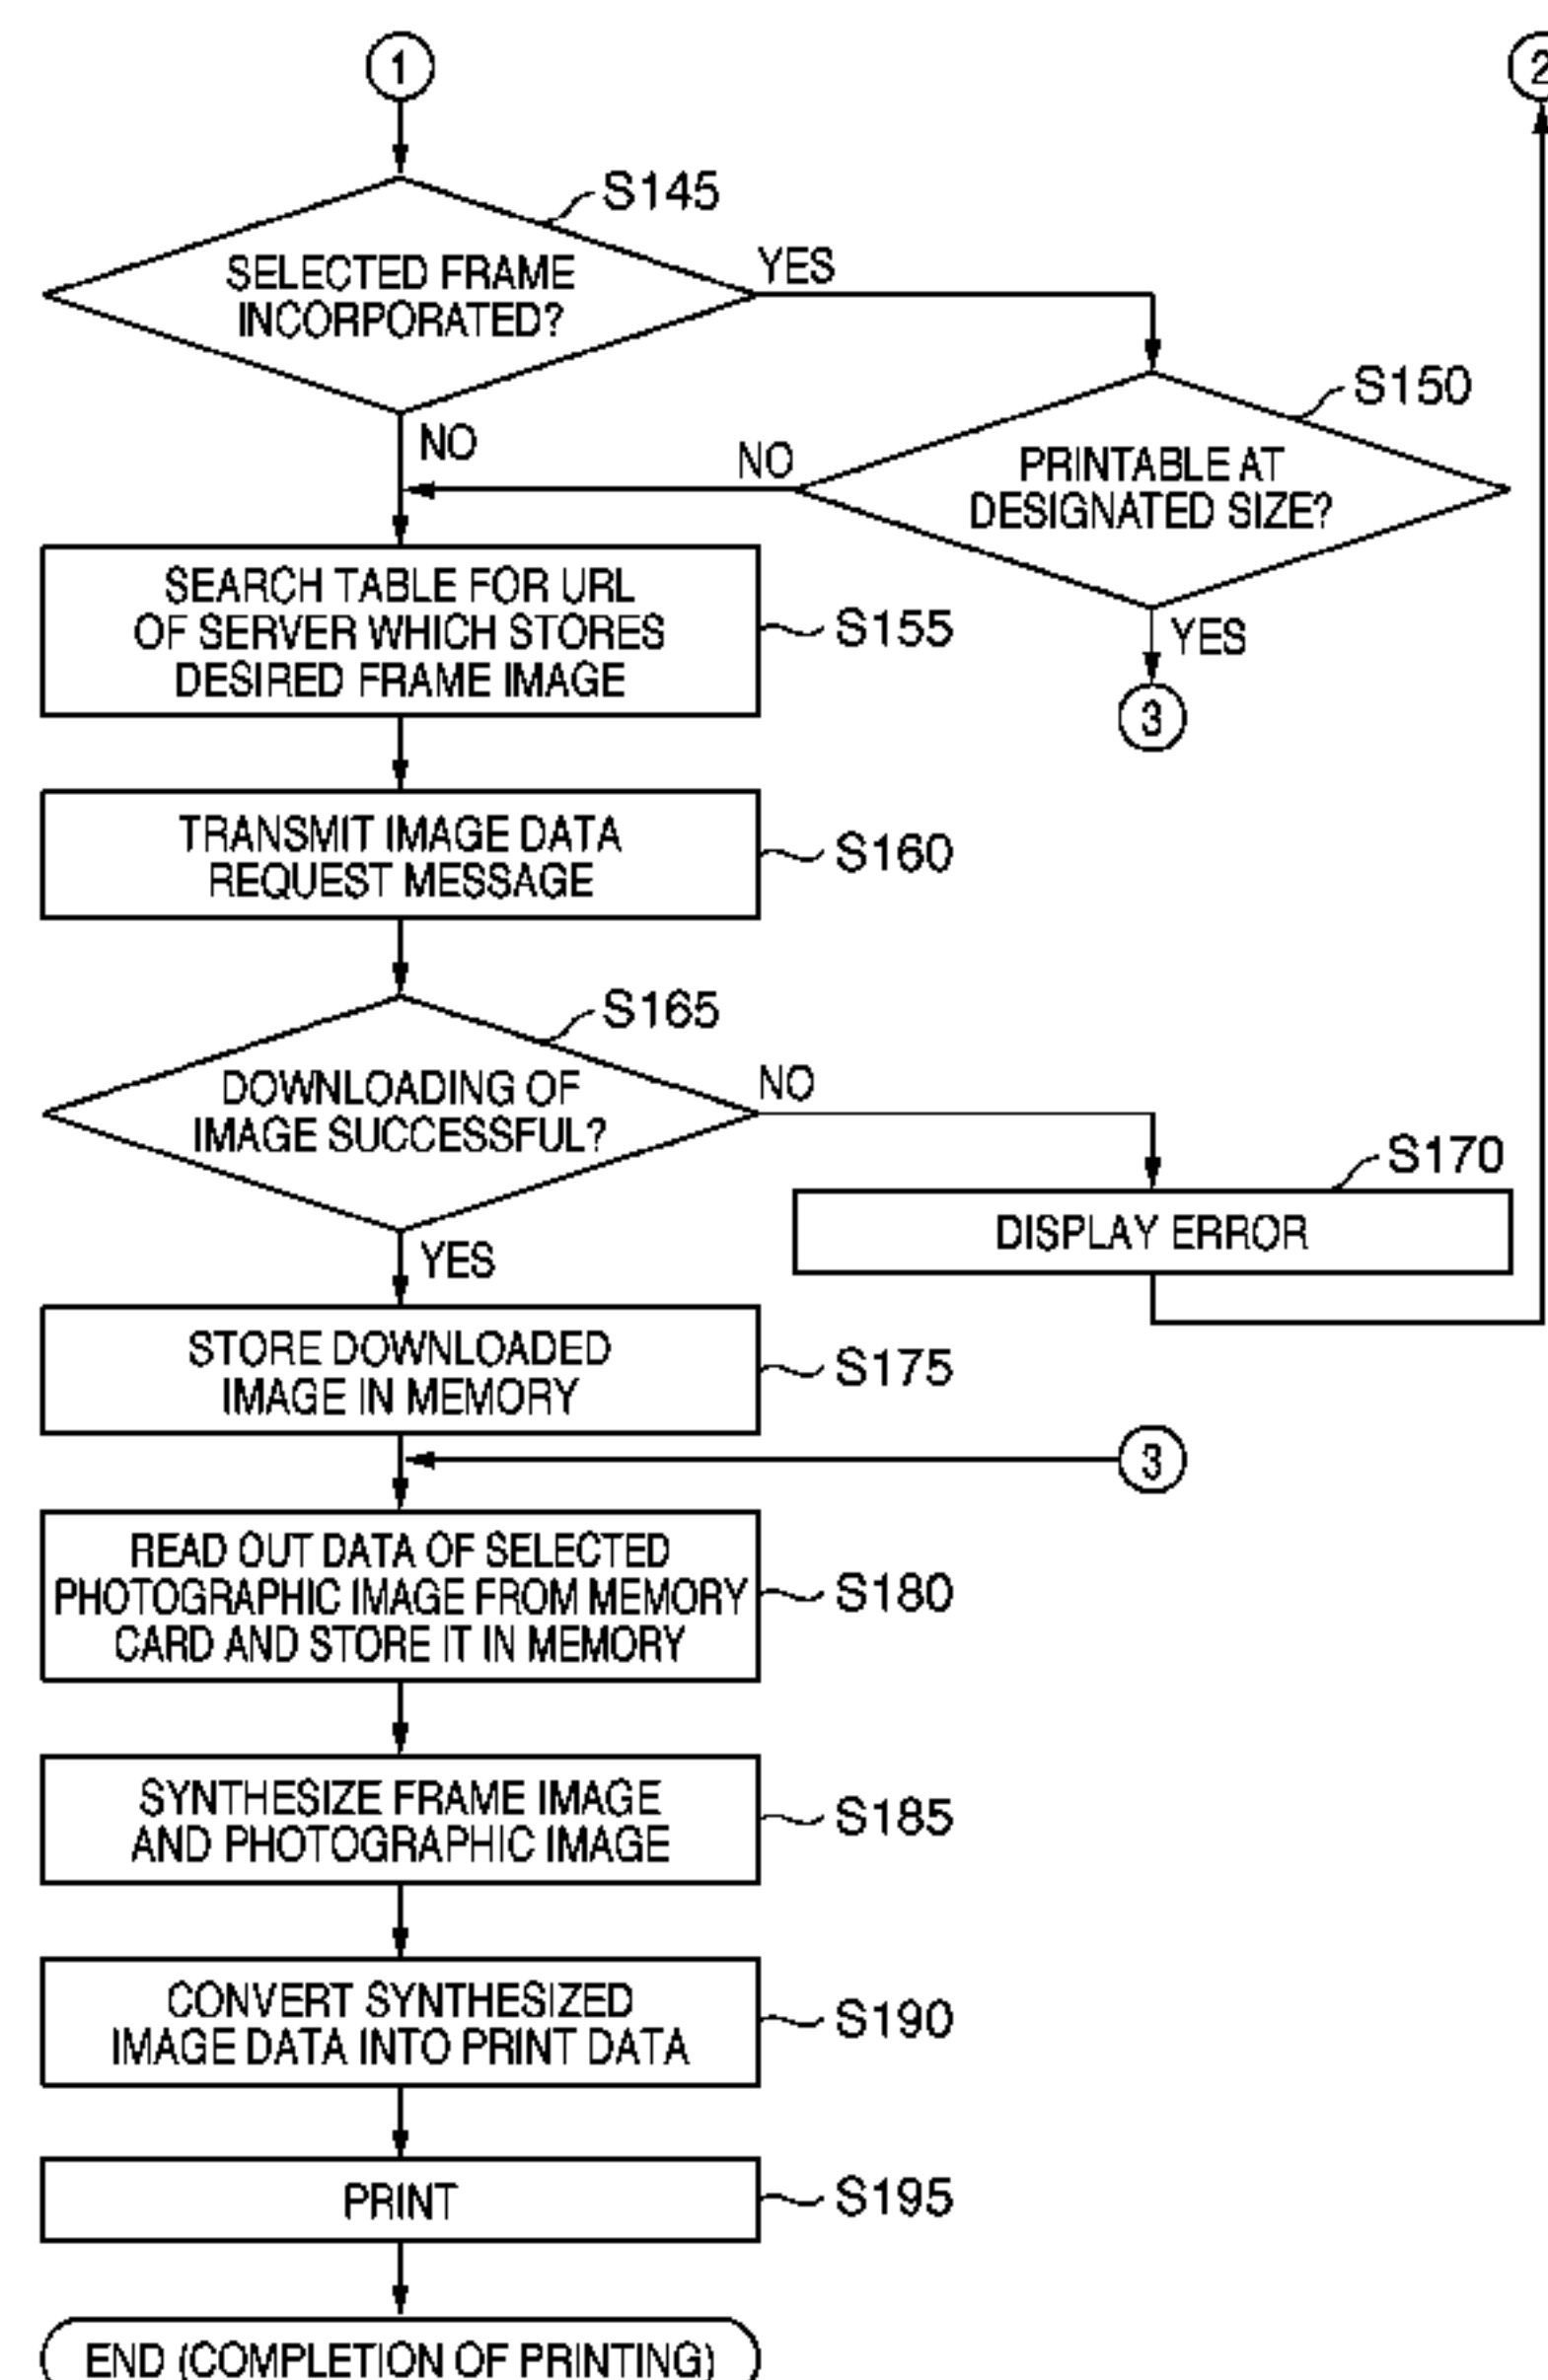 1
2
S145
SELECTED FRAME
INCORPORATED?
YES
NO
S150
PRINTABLE AT
DESIGNATED SIZE?
NO
YES
3
SEARCH TABLE FOR URL
OF SERVER WHICH STORES
DESIRED FRAME IMAGE
S155
TRANSMIT IMAGE DATA
REQUEST MESSAGE
S160
S165
DOWNLOADING OF
IMAGE SUCCESSFUL?
NO
YES
S170
DISPLAY ERROR
STORE DOWNLOADED
IMAGE IN MEMORY
S175
3
READ OUT DATA OF SELECTED
PHOTOGRAPHIC IMAGE FROM MEMORY
CARD AND STORE IT IN MEMORY
S180
SYNTHESIZE FRAME IMAGE
AND PHOTOGRAPHIC IMAGE
S185
CONVERT SYNTHESIZED
IMAGE DATA INTO PRINT DATA
S190
PRINT
S195
END (COMPLETION OF PRINTING)